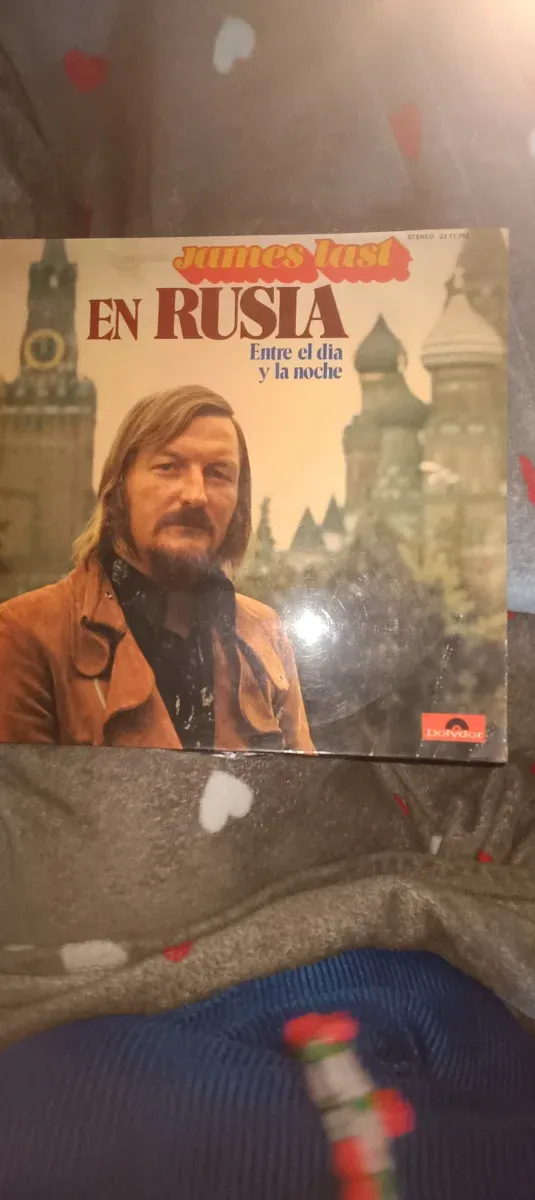 STEREO
james last
EN RUSIA
Entre el dia
y la noche
Polydor